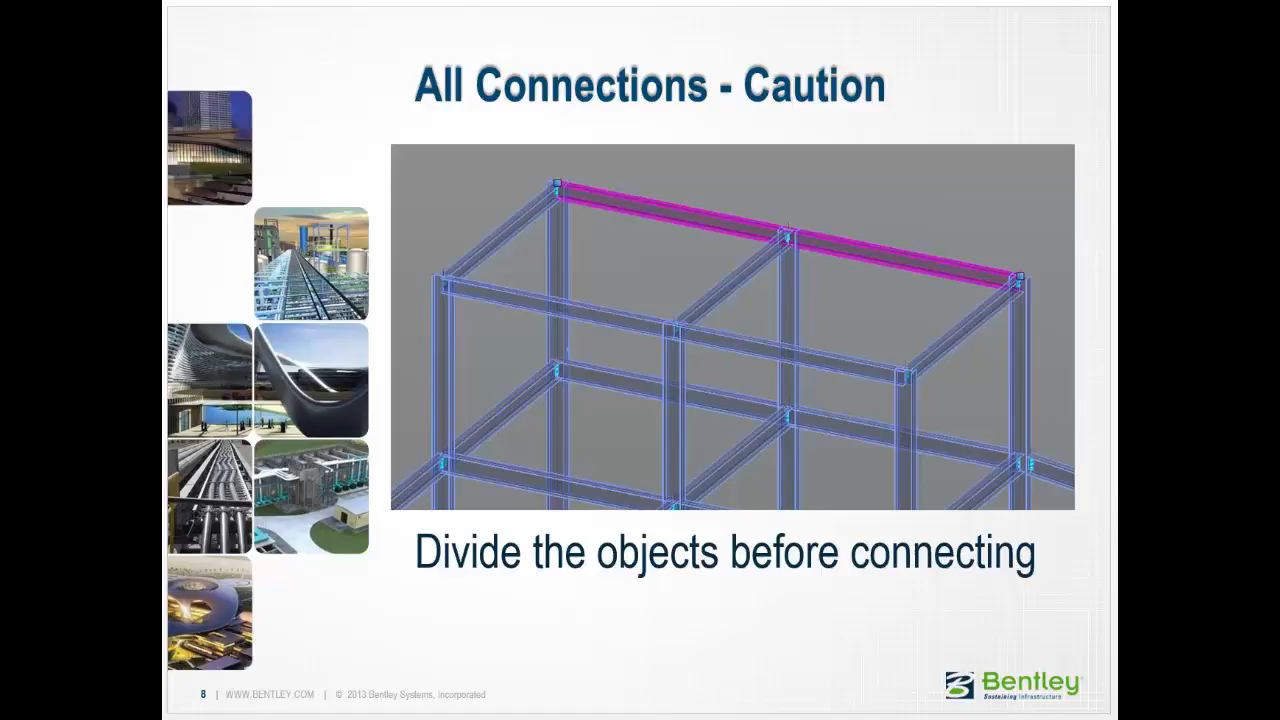 All Connections - Caution
Divide the objects before connecting
8 | WWW.BENTLEY.COM | © 2013 Bentley Systems, Incorporated
Bentley
Sustaining Infrastructure